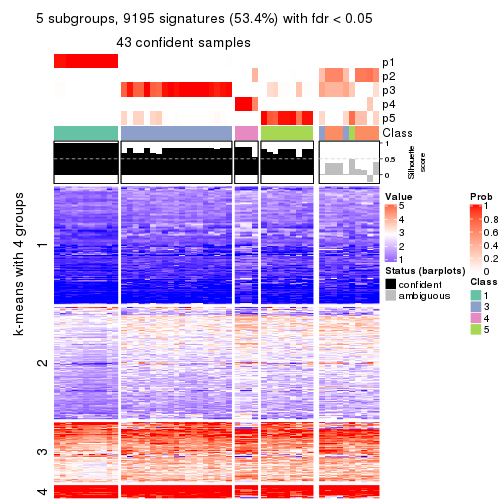 5 subgroups, 9195 signatures (53.4%) with fdr < 0.05
43 confident samples
p1
p2
p3
p4
p5
Class
1
0.5
0
Silhouette
score
k-means with 4 groups
1
2
3
4
Value
5
4
3
2
1
Status (barplots)
confident
ambiguous
Prob
1
0.8
0.6
0.4
0.2
0
Class
1
3
4
5